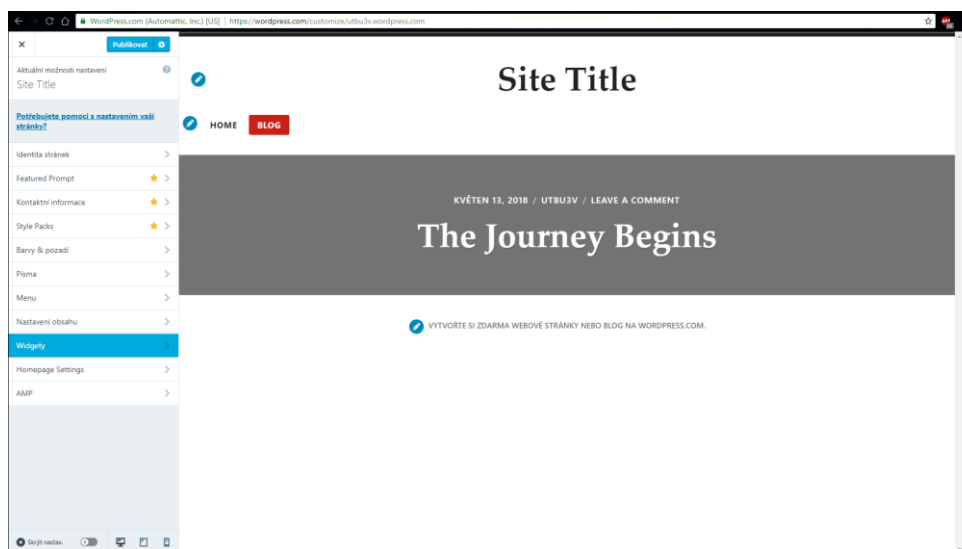 WordPress.com (Automattic, Inc.) [US] | https://wordpress.com/customize/utbu3v.wordpress.com
Publikovat
Aktuální možnosti nastavení
Site Title
Potřebujete pomoci s nastavením vaší
stránky?
Identita stránek
Featured Prompt
Kontaktní informace
Style Packs
Barvy & pozadí
Písma
Menu
Nastavení obsahu
Widgety
Homepage Settings
AMP
Skrýt nastav.
Site Title
HOME BLOG
KVĚTEN 13, 2018 / UTBU3V / LEAVE A COMMENT
The Journey Begins
VYTVOŘTE SI ZDARMA WEBOVÉ STRÁNKY NEBO BLOG NA WORDPRESS.COM.